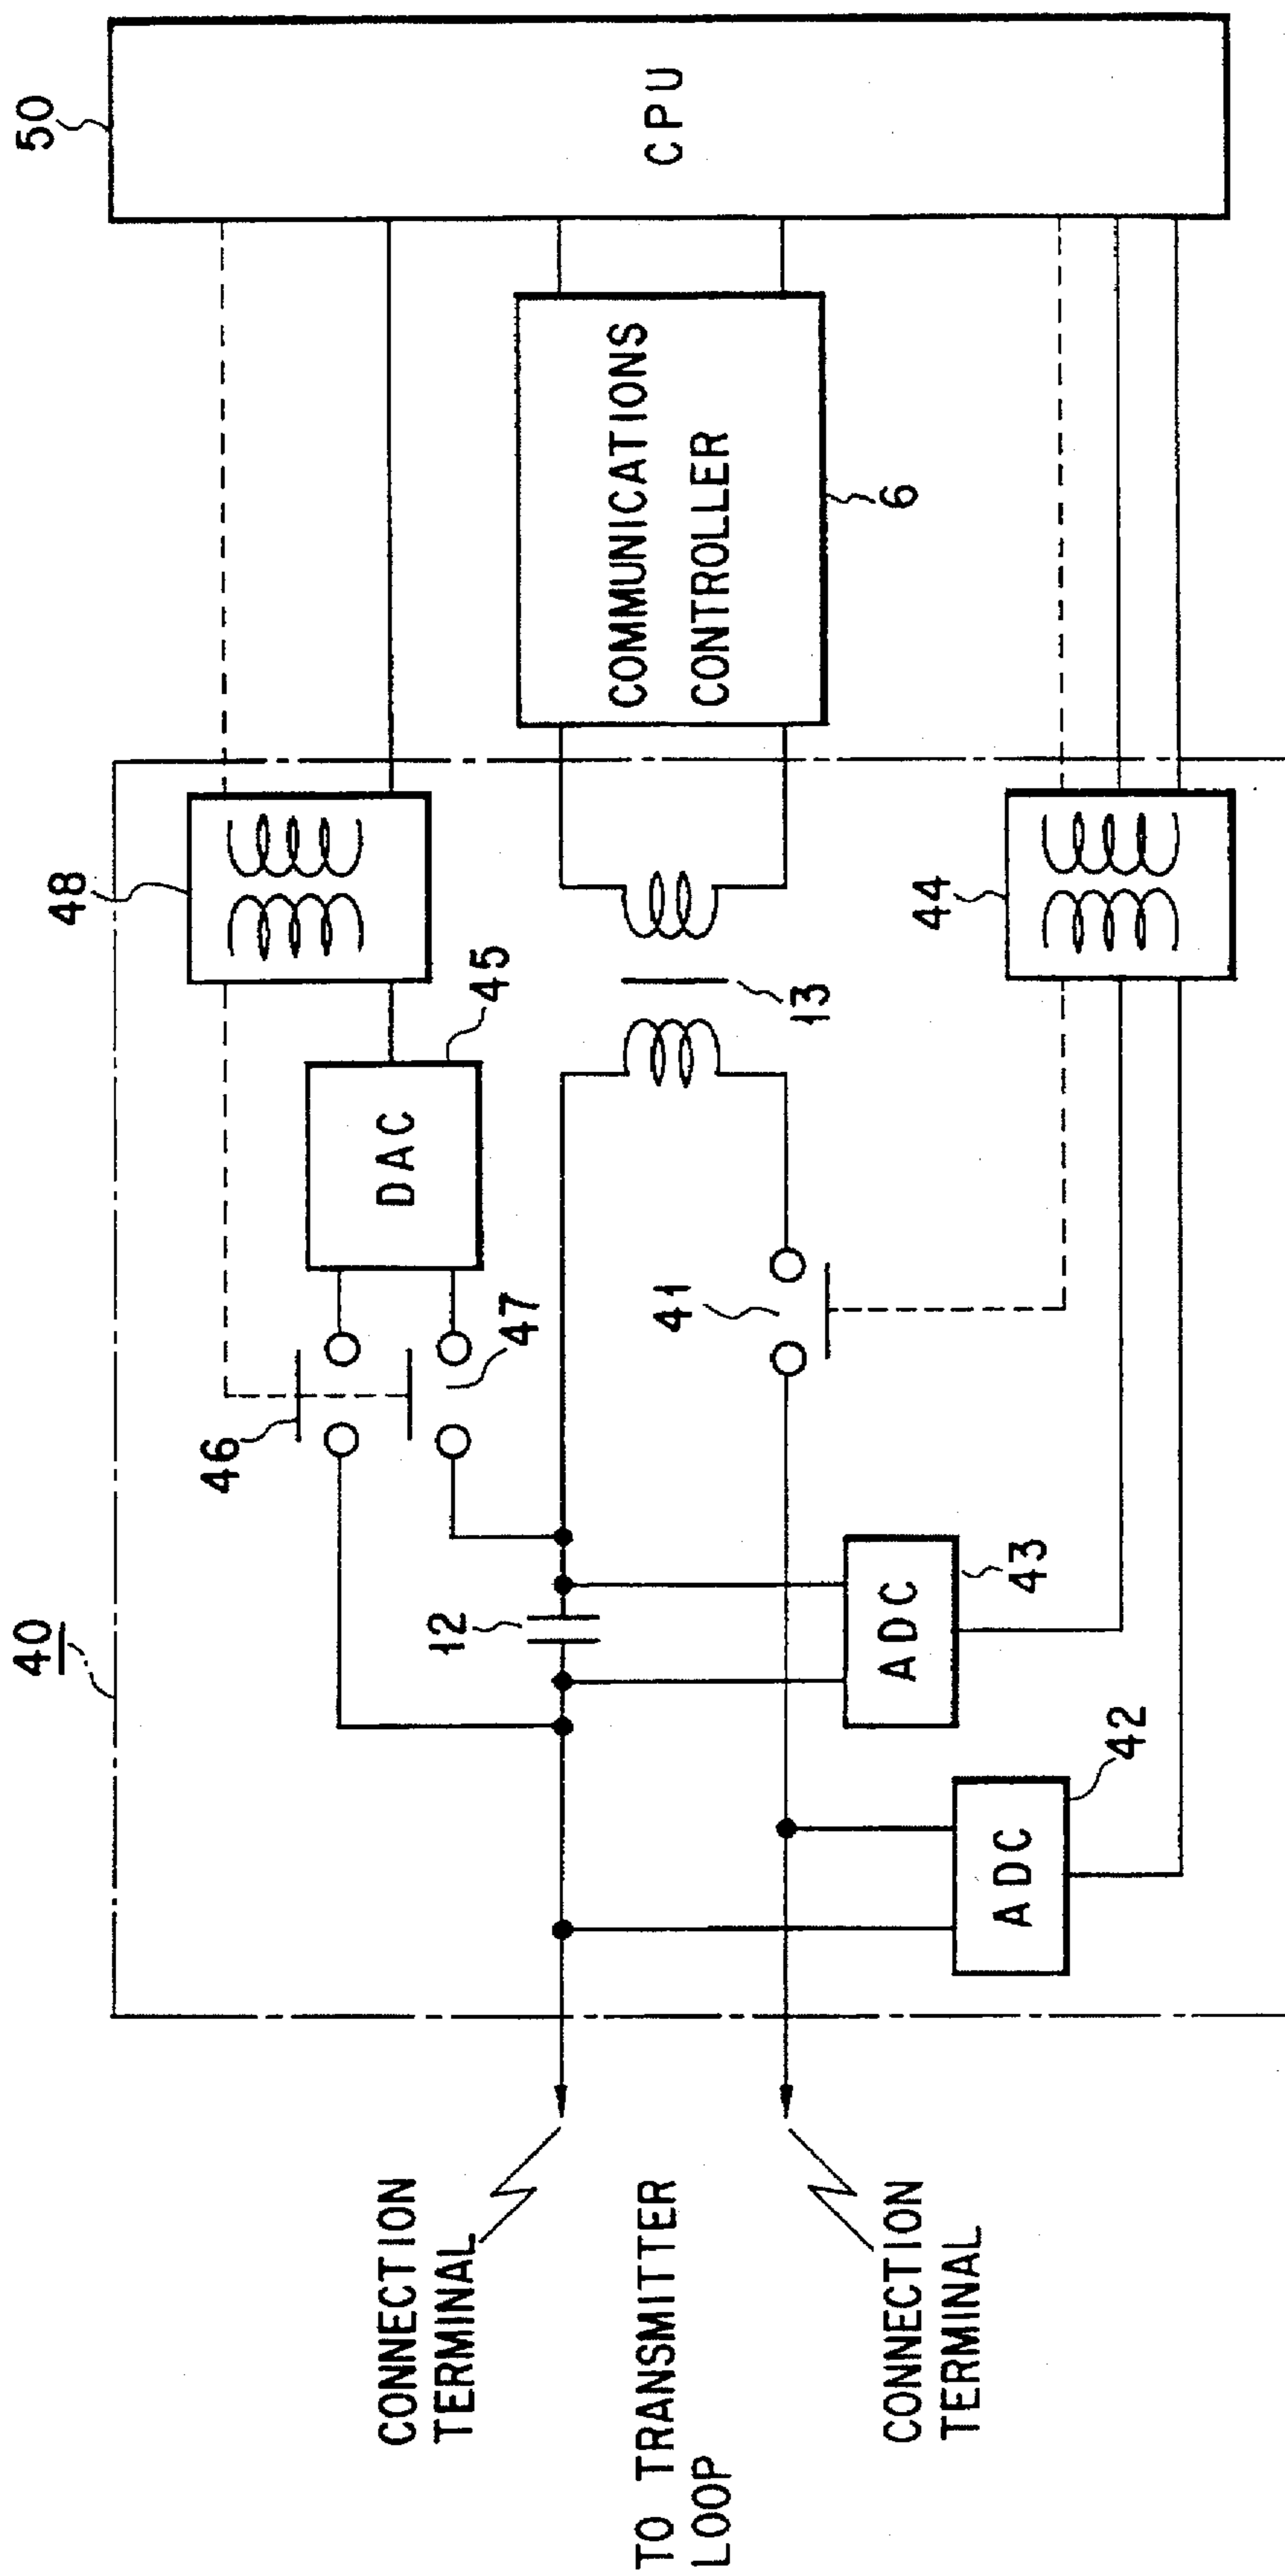 50
CPU
COMMUNICATIONS
CONTROLLER
6
48
45
DAC
13
44
46
47
41
40
12
ADC
43
ADC
42
CONNECTION
TERMINAL
TO TRANSMITTER
LOOP
CONNECTION
TERMINAL